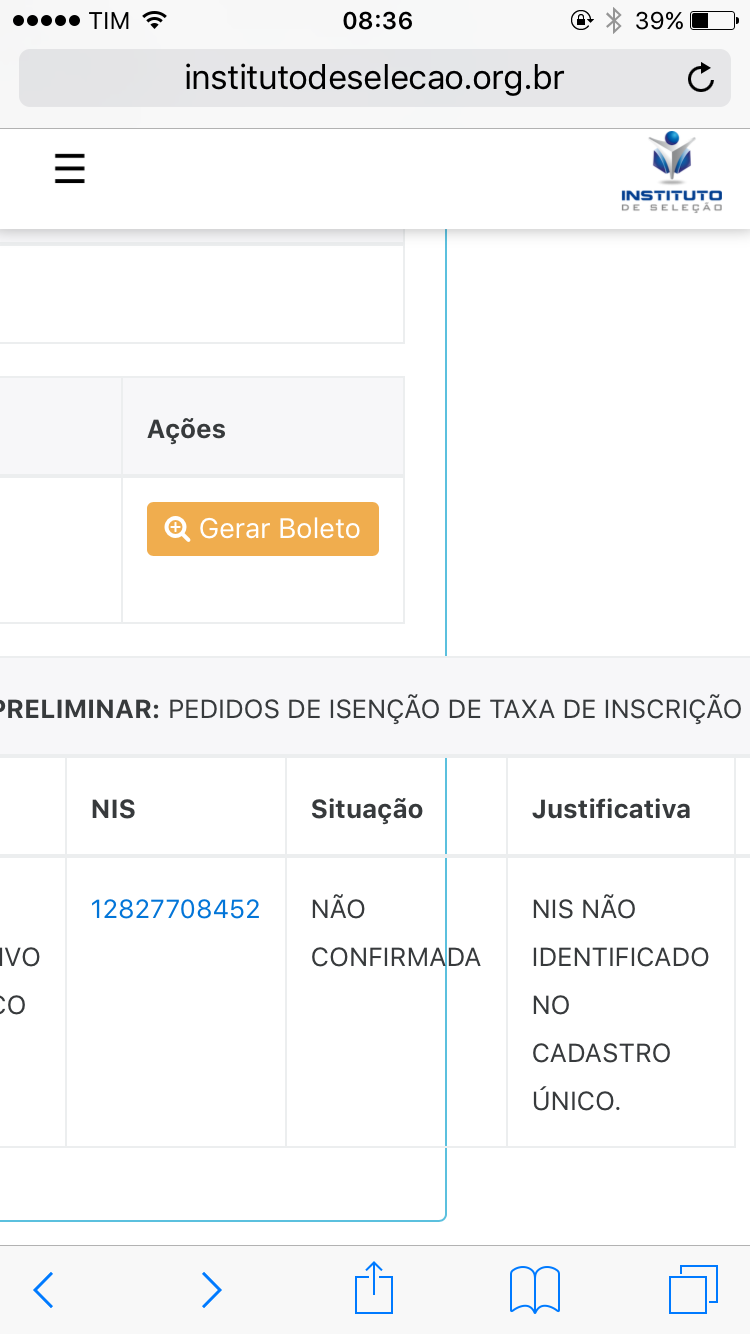 TIM 08:36 39%
institutodeselecao.org.br
INSTITUTO
DE SELEÇÃO
Ações
Gerar Boleto
PRELIMINAR: PEDIDOS DE ISENÇÃO DE TAXA DE INSCRIÇÃO
NIS Situação Justificativa
12827708452 NÃO NIS NÃO
IVO CONFIRMADA IDENTIFICADO
CO NO
CADASTRO
ÚNICO.